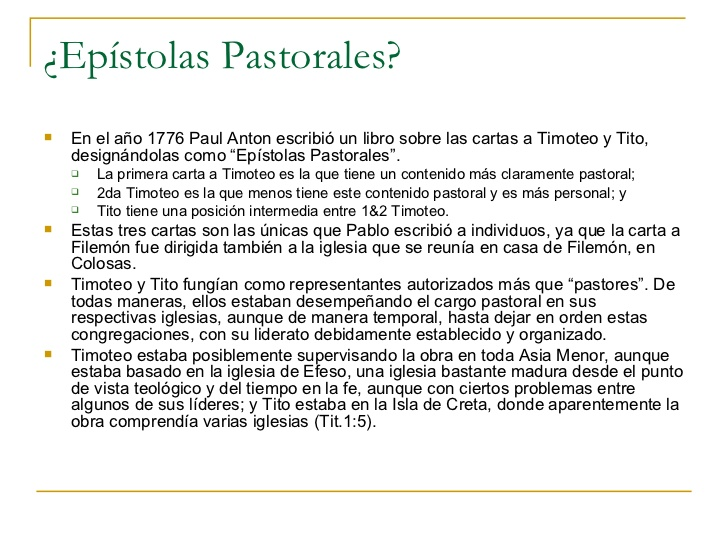 ¿Epístolas Pastorales?
En el año 1776 Paul Anton escribió un libro sobre las cartas a Timoteo y Tito,
designándolas como “Epístolas Pastorales”.
La primera carta a Timoteo es la que tiene un contenido más claramente pastoral;
2da Timoteo es la que menos tiene este contenido pastoral y es más personal; y
Tito tiene una posición intermedia entre 1&2 Timoteo.
Estas tres cartas son las únicas que Pablo escribió a individuos, ya que la carta a
Filemón fue dirigida también a la iglesia que se reunía en casa de Filemón, en
Colosas.
Timoteo y Tito fungían como representantes autorizados más que “pastores”. De
todas maneras, ellos estaban desempeñando el cargo pastoral en sus
respectivas iglesias, aunque de manera temporal, hasta dejar en orden estas
congregaciones, con su liderato debidamente establecido y organizado.
Timoteo estaba posiblemente supervisando la obra en toda Asia Menor, aunque
estaba basado en la iglesia de Efeso, una iglesia bastante madura desde el punto
de vista teológico y del tiempo en la fe, aunque con ciertos problemas entre
algunos de sus líderes; y Tito estaba en la Isla de Creta, donde aparentemente la
obra comprendía varias iglesias (Tit.1:5).